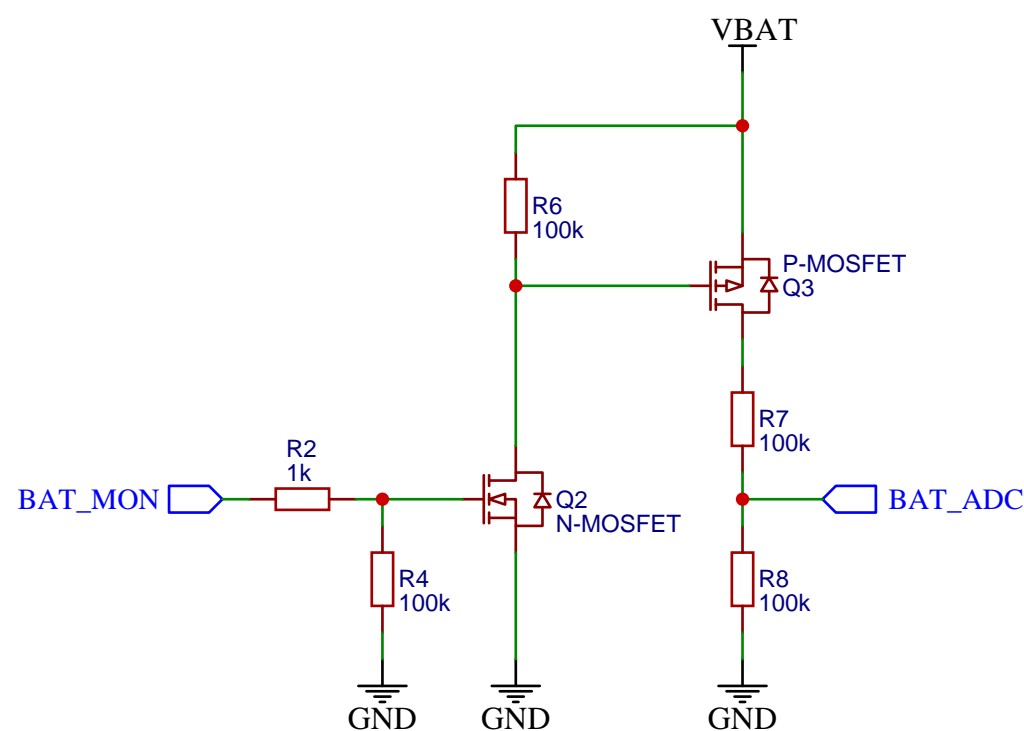 VBAT
R6
100k
P-MOSFET
Q3
R7
100k
R2
1k
BAT_MON
Q2
N-MOSFET
BAT_ADC
R4
100k
R8
100k
GND
GND
GND